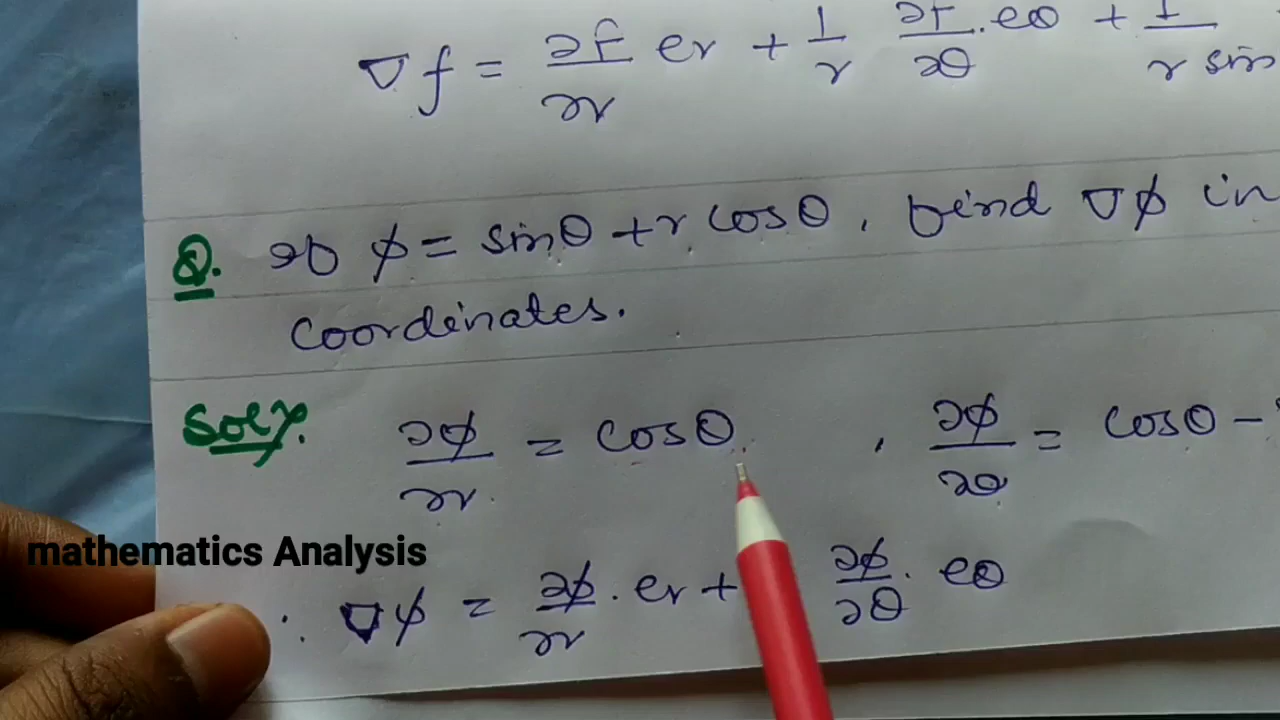 ∇f = ∂f/∂r er + 1/r ∂f/∂θ . eθ + 1/r sin
Q. If φ = sinθ + r cosθ, find ∇φ in
Coordinates.
Solⁿ. ∂φ/∂r = cosθ , ∂φ/∂θ = cosθ -
mathematics Analysis
∴ ∇φ = ∂φ/∂r . er + ∂φ/∂θ . eθ